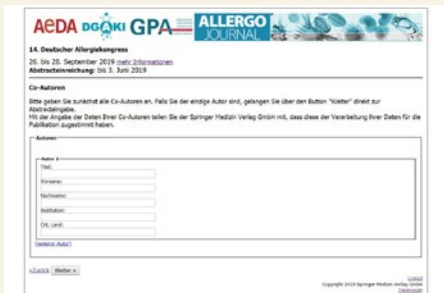 AeDA DGAKI GPA ALLERGO
JOURNAL
14. Deutscher Allergiekongress
26. bis 28. September 2019 mehr Informationen
Abstracteinreichung: bis 3. Juni 2019
Co-Autoren
Bitte geben Sie zunächst alle Co-Autoren an. Falls Sie der einzige Autor sind, gelangen Sie über den Button "Weiter" direkt zur
Abstracteingabe.
Mit der Angabe der Daten Ihrer Co-Autoren teilen Sie der Springer Medizin Verlag GmbH mit, dass diese der Verarbeitung ihrer Daten für die
Publikation zugestimmt haben.
Autoren
Autor 1
Titel:
Vorname:
Nachname:
Institution:
Ort, Land:
[weiterer Autor]
«Zurück Weiter »
Logout
Copyright 2019 Springer Medizin Verlag GmbH
Impressum